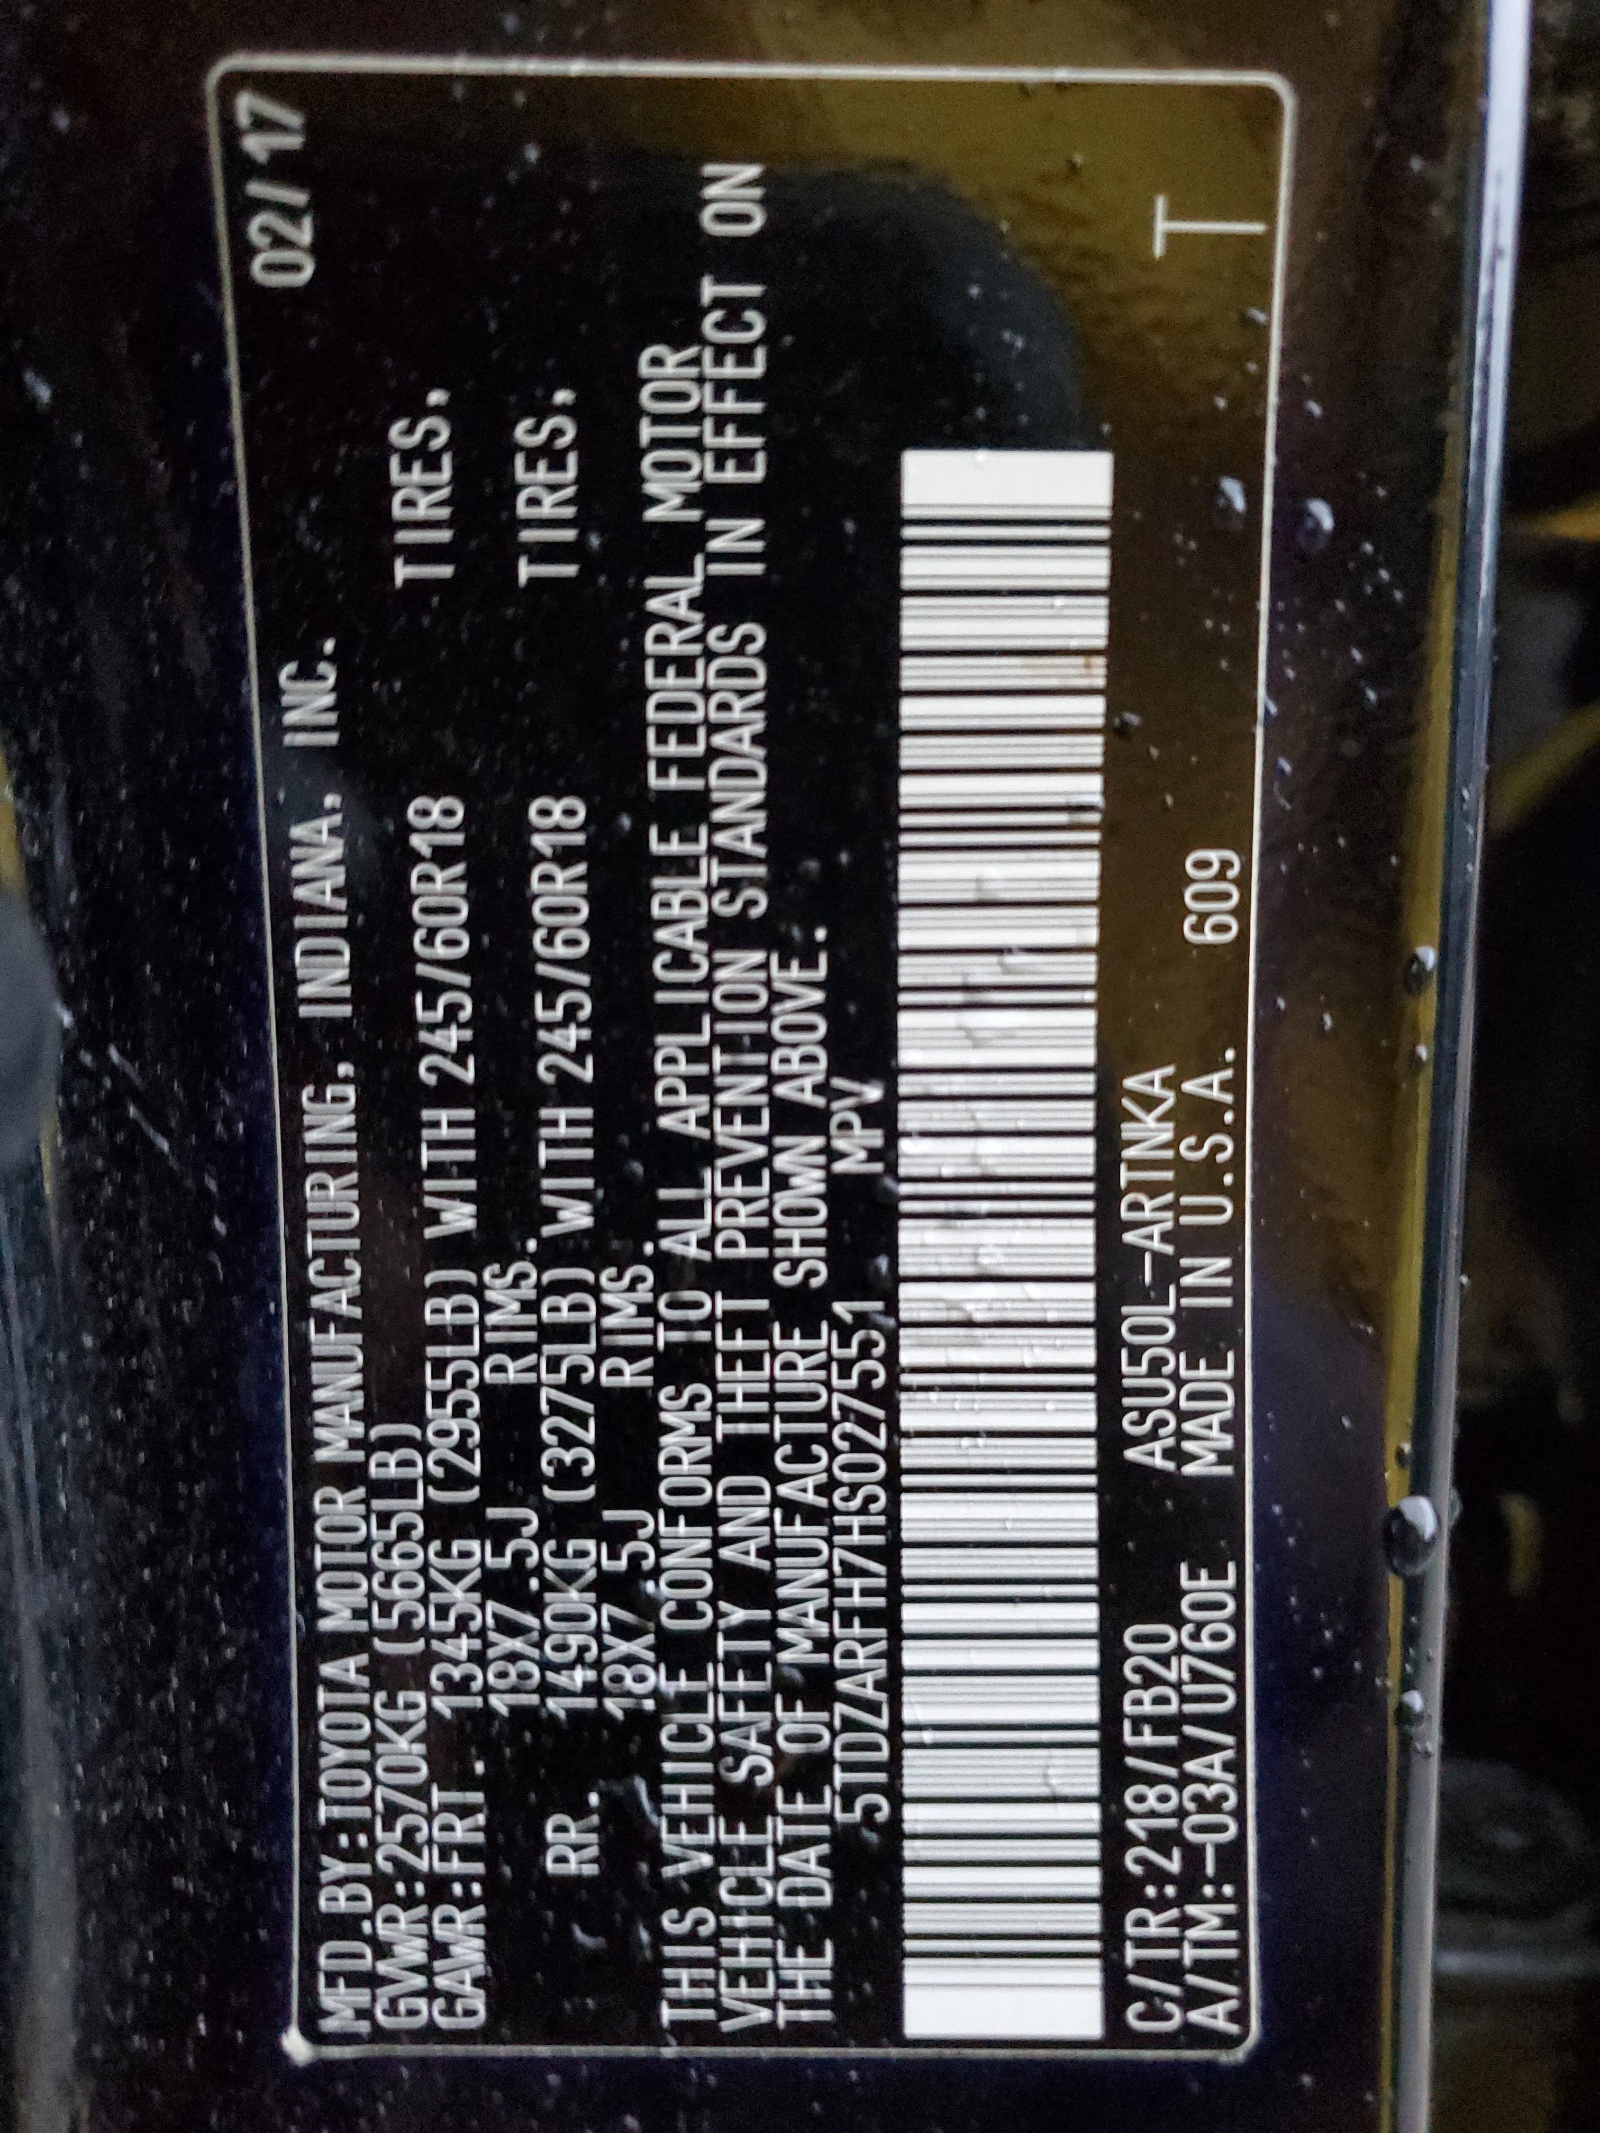 02/17
MFD.BY:TOYOTA MOTOR MANUFACTURING, INDIANA, INC.
GVWR:2570KG (5665LB)
GAWR:FRT. 1345KG (2955LB) WITH 245/60R18 TIRES,
18X7.5J RIMS.
RR. 1490KG (3275LB) WITH 245/60R18 TIRES,
18X7.5J RIMS.
THIS VEHICLE CONFORMS TO ALL APPLICABLE FEDERAL MOTOR
VEHICLE SAFETY AND THEFT PREVENTION STANDARDS IN EFFECT ON
THE DATE OF MANUFACTURE SHOWN ABOVE.
5TDZARFH7HS027551 MPV
C/TR:218/FB20 ASU50L-ARTNKA T
A/TM:-03A/U760E MADE IN U.S.A. 609